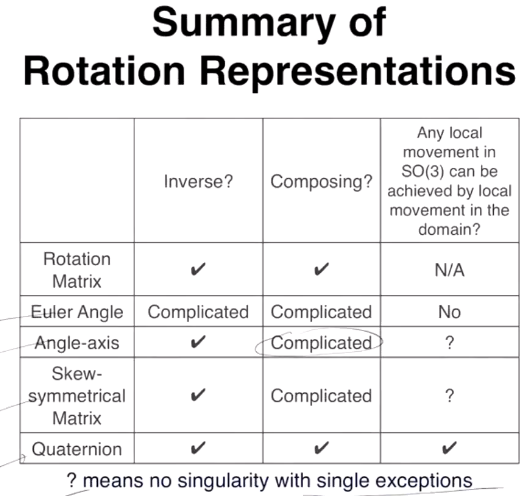 Summary of
Rotation Representations
Inverse?
Composing?
Any local
movement in
SO(3) can be
achieved by local
movement in the
domain?
Rotation
Matrix
✔ ✔ N/A
Euler Angle Complicated Complicated No
Angle-axis ✔ Complicated ?
Skew-
symmetrical
Matrix
✔ Complicated ?
Quaternion ✔ ✔ ✔
? means no singularity with single exceptions